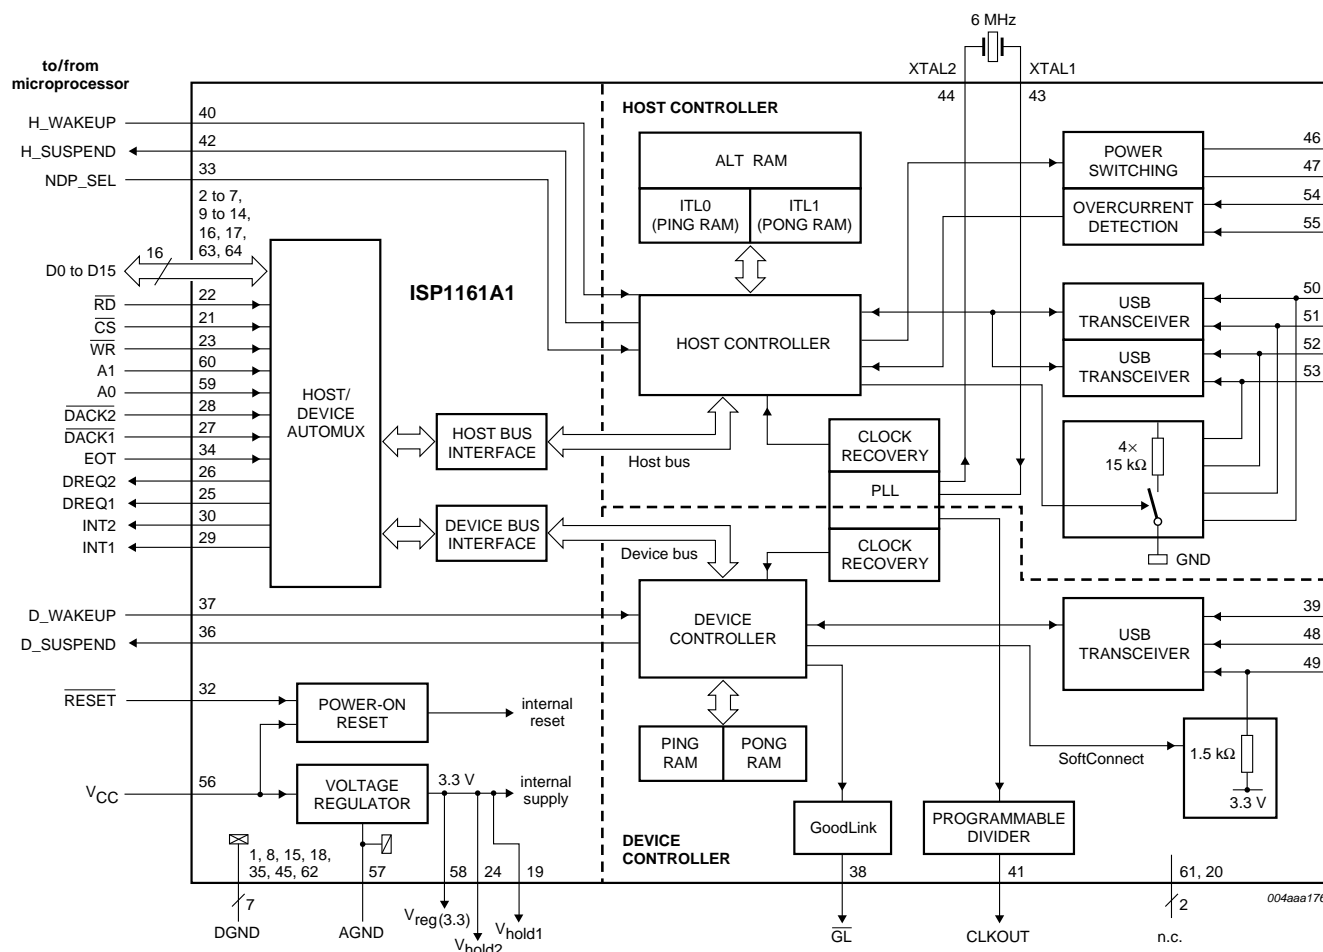 6 MHz
to/from
microprocessor
XTAL2
XTAL1
44
43
HOST CONTROLLER
H_WAKEUP
40
H_SUSPEND
42
NDP_SEL
33
2 to 7,
9 to 14,
16, 17,
63, 64
D0 to D15
16
RD
22
CS
21
WR
23
A1
60
A0
59
DACK2
28
DACK1
27
EOT
34
DREQ2
26
DREQ1
25
INT2
30
INT1
29
HOST/
DEVICE
AUTOMUX
ISP1161A1
ALT RAM
ITL0
(PING RAM)
ITL1
(PONG RAM)
HOST CONTROLLER
POWER
SWITCHING
46
47
OVERCURRENT
DETECTION
54
55
USB
TRANSCEIVER
50
51
USB
TRANSCEIVER
52
53
HOST BUS
INTERFACE
Host bus
CLOCK
RECOVERY
PLL
4×
15 kΩ
GND
DEVICE BUS
INTERFACE
Device bus
CLOCK
RECOVERY
D_WAKEUP
37
D_SUSPEND
36
DEVICE
CONTROLLER
USB
TRANSCEIVER
39
48
49
RESET
32
POWER-ON
RESET
internal
reset
PING
RAM
PONG
RAM
SoftConnect
1.5 kΩ
3.3 V
VCC
56
VOLTAGE
REGULATOR
3.3 V
internal
supply
GoodLink
PROGRAMMABLE
DIVIDER
DEVICE
CONTROLLER
1, 8, 15, 18,
35, 45, 62
57
58
24
19
38
41
61, 20
7
2
004aaa176
DGND
AGND
Vreg(3.3)
Vhold2
Vhold1
GL
CLKOUT
n.c.